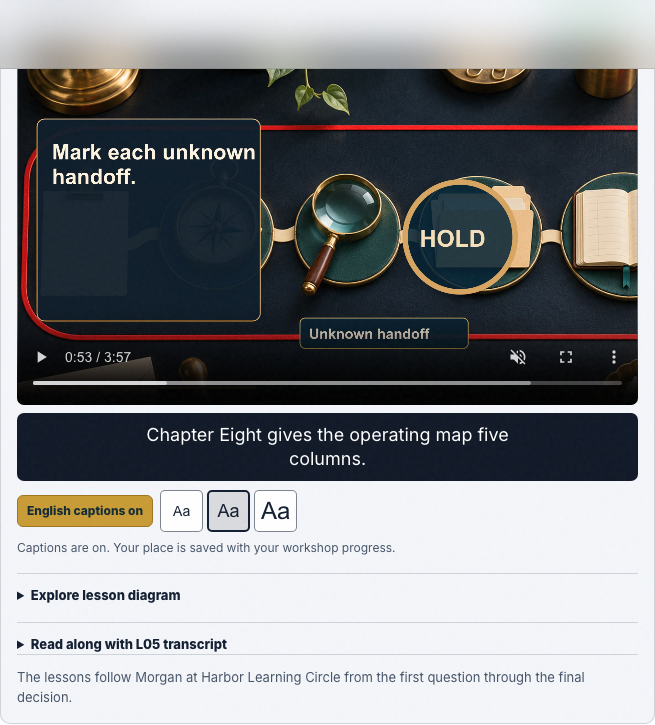 Mark each unknown
handoff.
HOLD
Unknown handoff
0:53 / 3:57
Chapter Eight gives the operating map five
columns.
English captions on
Aa
Aa
Aa
Captions are on. Your place is saved with your workshop progress.
Explore lesson diagram
Read along with L05 transcript
The lessons follow Morgan at Harbor Learning Circle from the first question through the final
decision.